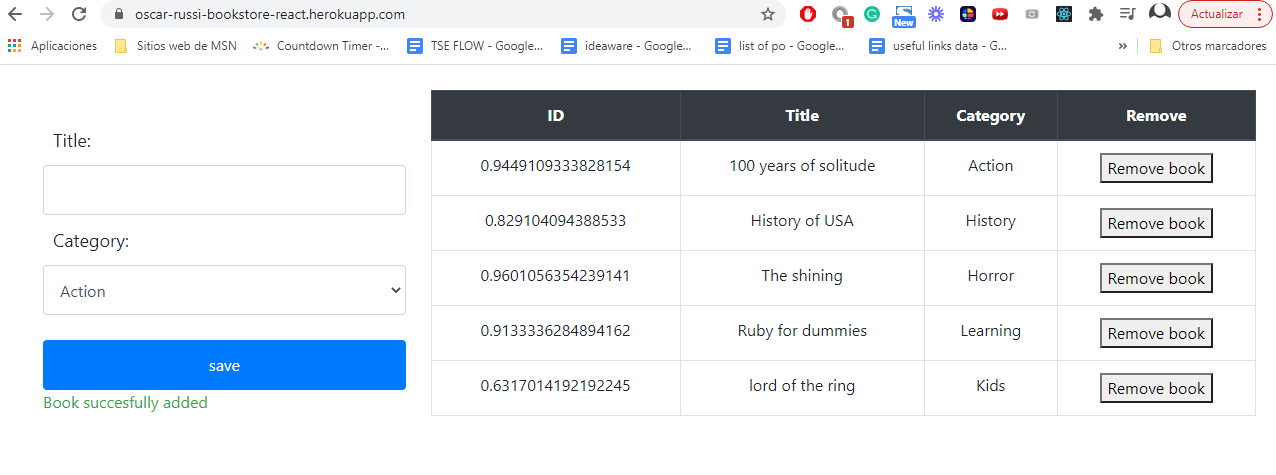 oscar-russi-bookstore-react.herokuapp.com
1
New
Actualizar
Aplicaciones
Sitios web de MSN
Countdown Timer -...
TSE FLOW - Google...
ideaware - Google...
list of po - Google...
useful links data - G...
»
Otros marcadores
Title:
Category:
Action
save
Book succesfully added
ID Title Category Remove
0.9449109333828154 100 years of solitude Action Remove book
0.829104094388533 History of USA History Remove book
0.9601056354239141 The shining Horror Remove book
0.9133336284894162 Ruby for dummies Learning Remove book
0.6317014192192245 lord of the ring Kids Remove book